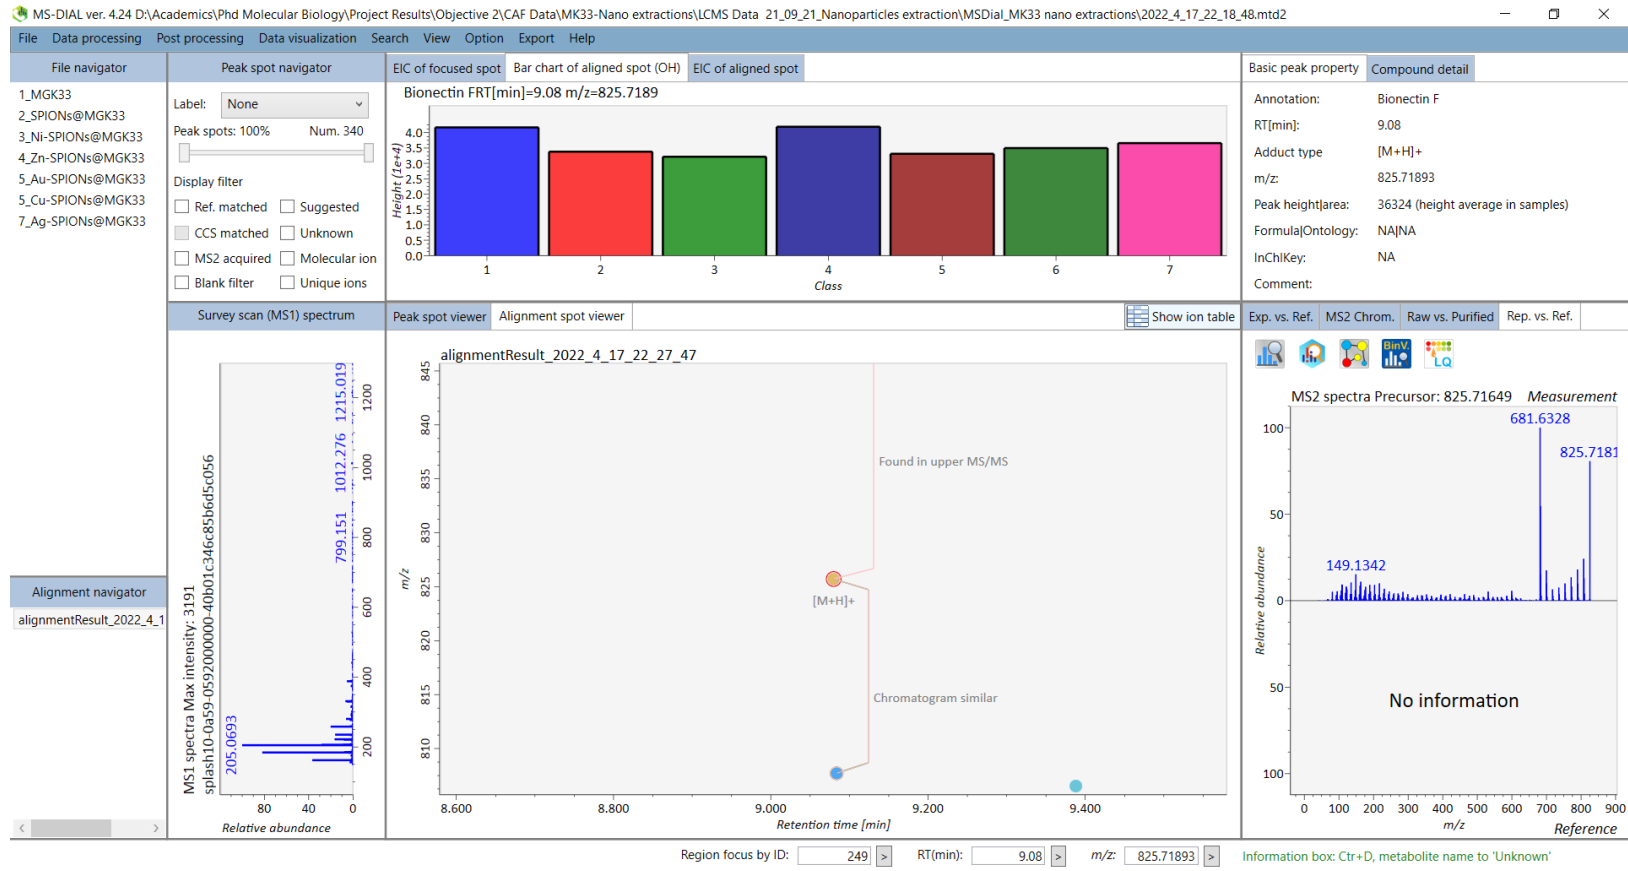 MS-DIAL ver. 4.24 D:\Academics\Phd Molecular Biology\Project Results\Objective 2\CAF Data\MK33-Nano extractions\LCMS Data  21_09_21_Nanoparticles extraction\MSDial_MK33 nano extractions\2022_4_17_22_18_48.mtd2
File Data processing Post processing Data visualization Search View Option Export Help
File navigator
1_MGK33
2_SPIONs@MGK33
3_Ni-SPIONs@MGK33
4_Zn-SPIONs@MGK33
5_Au-SPIONs@MGK33
5_Cu-SPIONs@MGK33
7_Ag-SPIONs@MGK33
Alignment navigator
alignmentResult_2022_4_1
Peak spot navigator
Label: None
Peak spots: 100% Num. 340
Display filter
Ref. matched Suggested
CCS matched Unknown
MS2 acquired Molecular ion
Blank filter Unique ions
EIC of focused spot Bar chart of aligned spot (OH) EIC of aligned spot
Bionectin FRT[min]=9.08 m/z=825.7189
Height (1e+4)
4.0
3.5
3.0
2.5
2.0
1.5
1.0
0.5
0.0
1 2 3 4 5 6 7
Class
Basic peak property Compound detail
Annotation: Bionectin F
RT[min]: 9.08
Adduct type [M+H]+
m/z: 825.71893
Peak height|area: 36324 (height average in samples)
Formula|Ontology: NA|NA
InChIKey: NA
Comment:
Survey scan (MS1) spectrum
MS1 spectra Max intensity: 3191
splash10-0a59-0592000000-40b01c346c85b6d5c056
205.0693
799.151
1012.276
1215.019
200 400 600 800 1000 1200
80 40 0
Relative abundance
Peak spot viewer Alignment spot viewer Show ion table
alignmentResult_2022_4_17_22_27_47
m/z
845
840
835
830
825
820
815
810
Found in upper MS/MS
[M+H]+
Chromatogram similar
8.600 8.800 9.000 9.200 9.400
Retention time [min]
Exp. vs. Ref. MS2 Chrom. Raw vs. Purified Rep. vs. Ref.
BinV.
LQ
MS2 spectra Precursor: 825.71649 Measurement
681.6328
825.7181
149.1342
Relative abundance
100
50
0
50
100
No information
0 100 200 300 400 500 600 700 800 900
m/z
Reference
Region focus by ID: 249 > RT(min): 9.08 > m/z: 825.71893 > Information box: Ctr+D, metabolite name to 'Unknown'